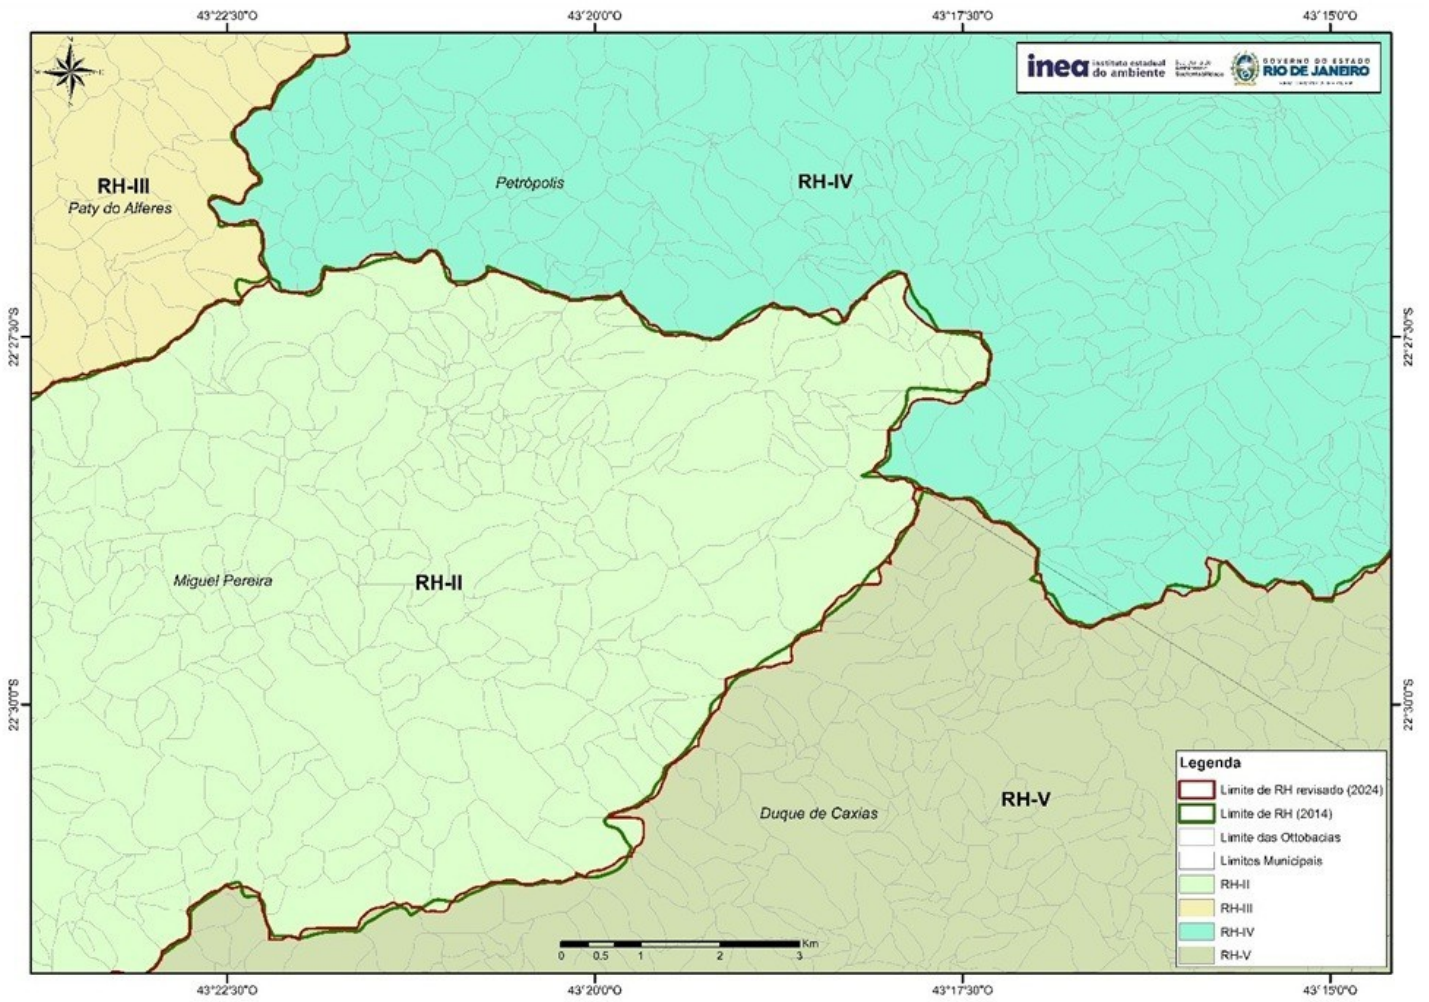 43°22'30"O 43°20'0"O 43°17'30"O 43°15'0"O
inea instituto estadual do ambiente
GOVERNO DO ESTADO
RIO DE JANEIRO
RH-III
Paty do Alferes
Petrópolis
RH-IV
22°27'30"S 22°27'30"S
Miguel Pereira
RH-II
22°30'0"S 22°30'0"S
Duque de Caxias
RH-V
Legenda
Limite de RH revisado (2024)
Limite de RH (2014)
Limite das Ottobacias
Limites Municipais
RH-II
RH-III
RH-IV
RH-V
Km
0 0.5 1 2 3
43°22'30"O 43°20'0"O 43°17'30"O 43°15'0"O